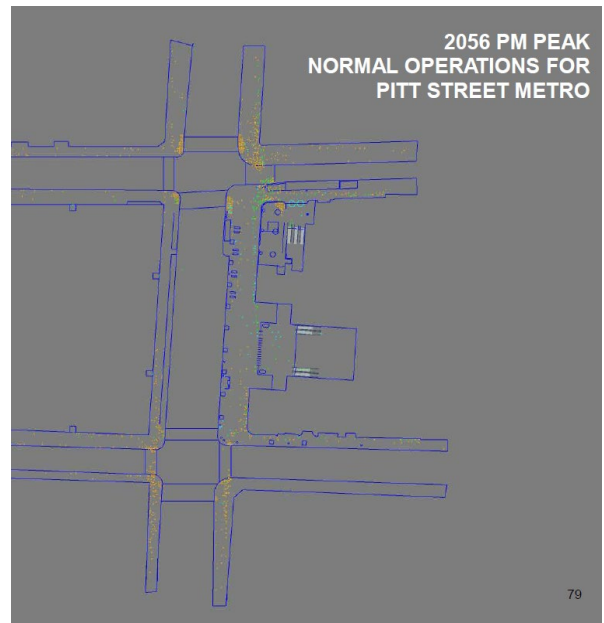 2056 PM PEAK
NORMAL OPERATIONS FOR
PITT STREET METRO
79